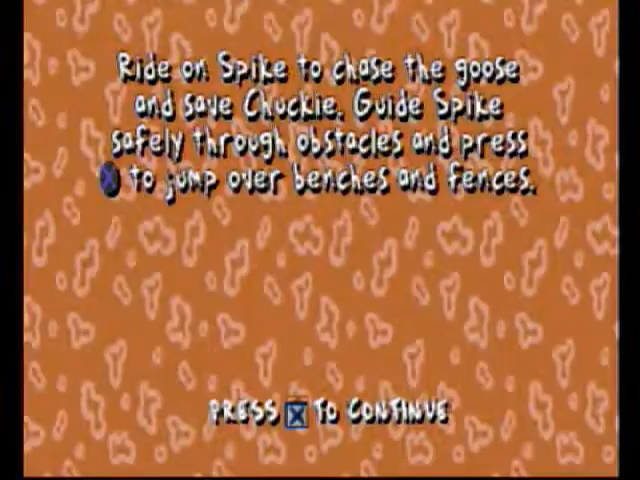 Ride on Spike to chase the goose
and save Chuckie. Guide Spike
safely through obstacles and press
X to jump over benches and fences.
PRESS X TO CONTINUE